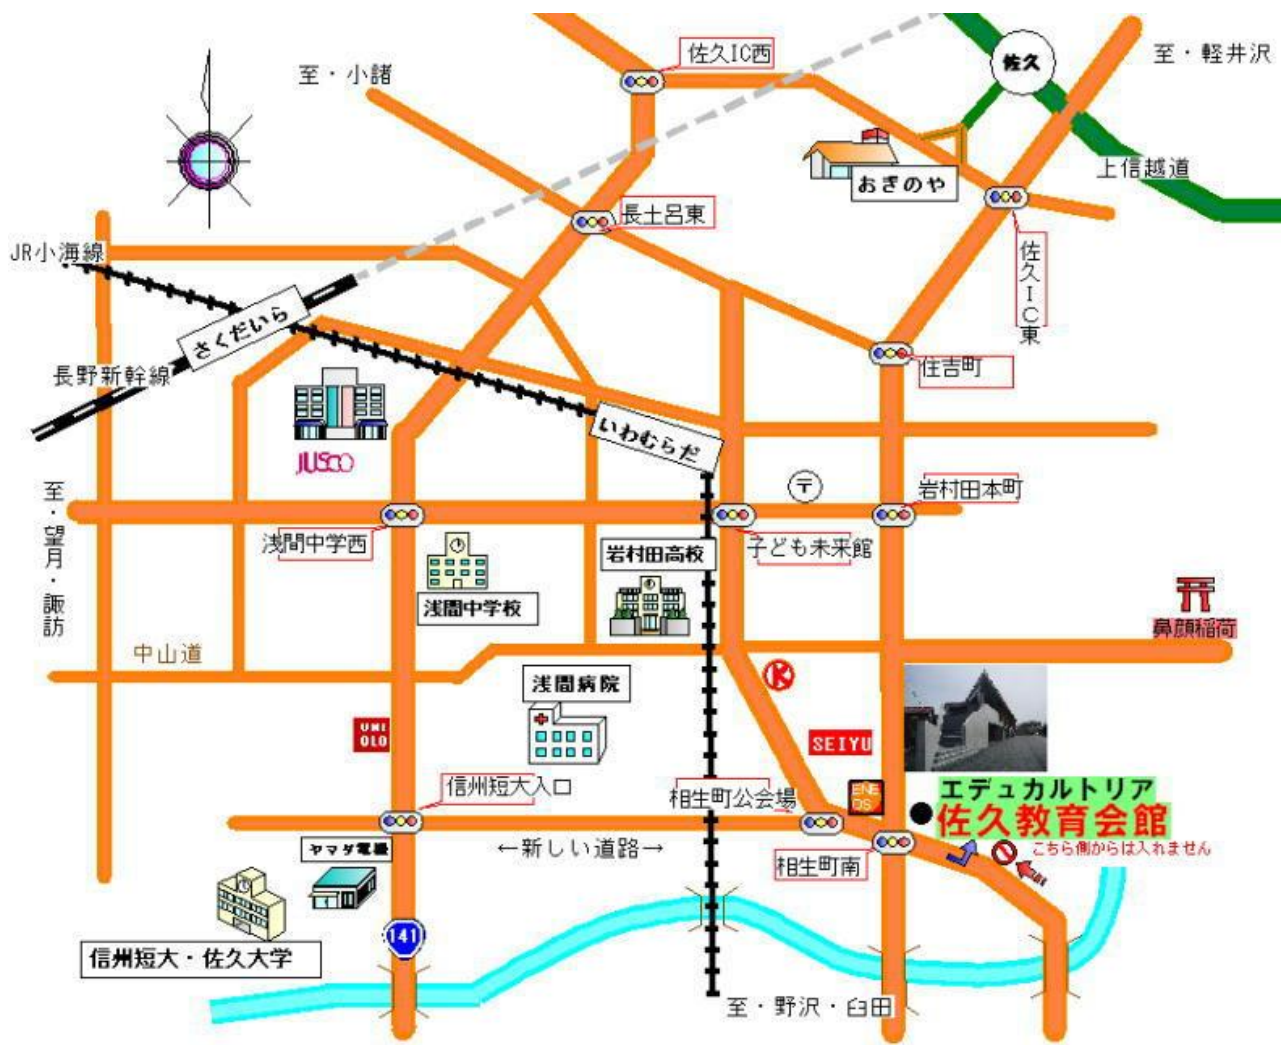 佐久IC西
至・小諸
佐久
至・軽井沢
上信越道
おぎのや
長土呂東
JR小海線
佐久IC東
さくだいら
長野新幹線
住吉町
いわむらだ
JUSCO
〒
岩村田本町
至・望月・諏訪
浅間中学西
岩村田高校
子ども未来館
浅間中学校
鼻顔稲荷
中山道
浅間病院
K
UNI
QLO
SEIYU
信州短大入口
相生町公会場
ENE
OS
エデュカルトリア
佐久教育会館
こちら側からは入れません
ヤマダ電機
←新しい道路→
相生町南
141
信州短大・佐久大学
至・野沢・臼田